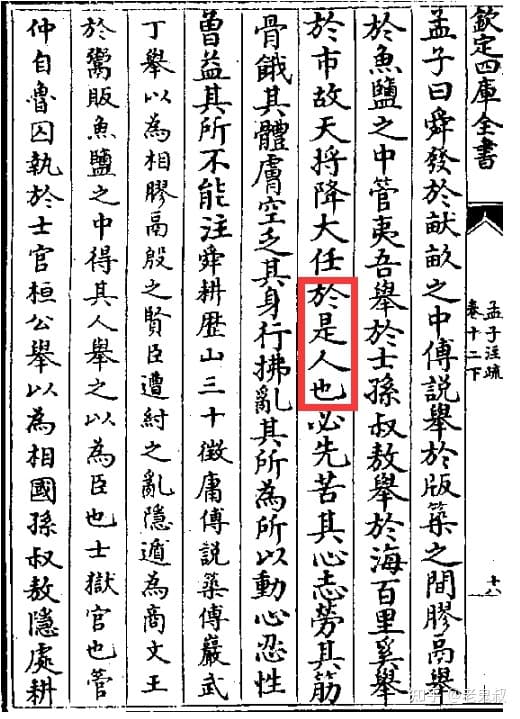 欽定四庫全書
孟子注疏
卷十二下
十八
孟子曰舜發於畎畝之中傅説舉於版築之間膠鬲舉
於魚鹽之中管夷吾舉於士孫叔敖舉於海百里奚舉
於市故天將降大任於是人也必先苦其心志勞其筋
骨餓其體膚空乏其身行拂亂其所為所以動心忍性
曽益其所不能注舜耕歴山三十徴庸傅説築傅巖武
丁舉以為相膠鬲殷之賢臣遭紂之亂隱遁為商文王
於鬻販魚鹽之中得其人舉之以為臣也士獄官也管
仲自魯囚執於士官桓公舉以為相國孫叔敖隱處耕
知乎